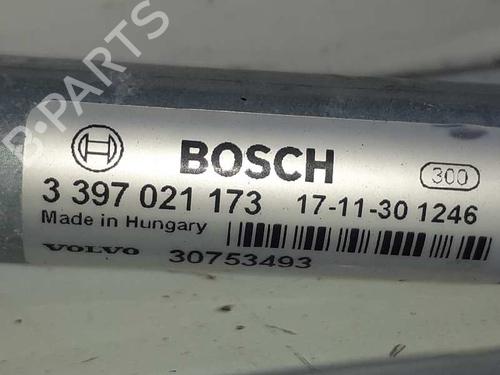 B-PARTS
BOSCH
300
3 397 021 173 17-11-30 1246
Made in Hungary
VOLVO 30753493